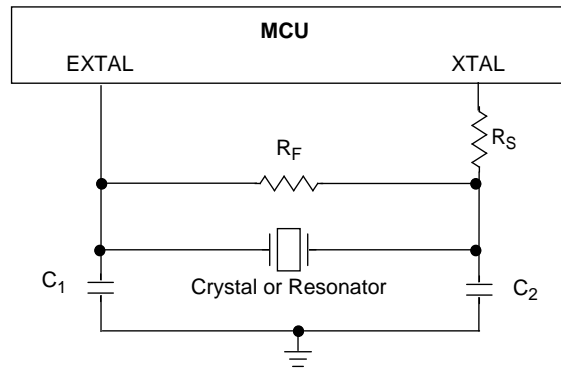 MCU
EXTAL XTAL
R_S
R_F
Crystal or Resonator
C_1
C_2